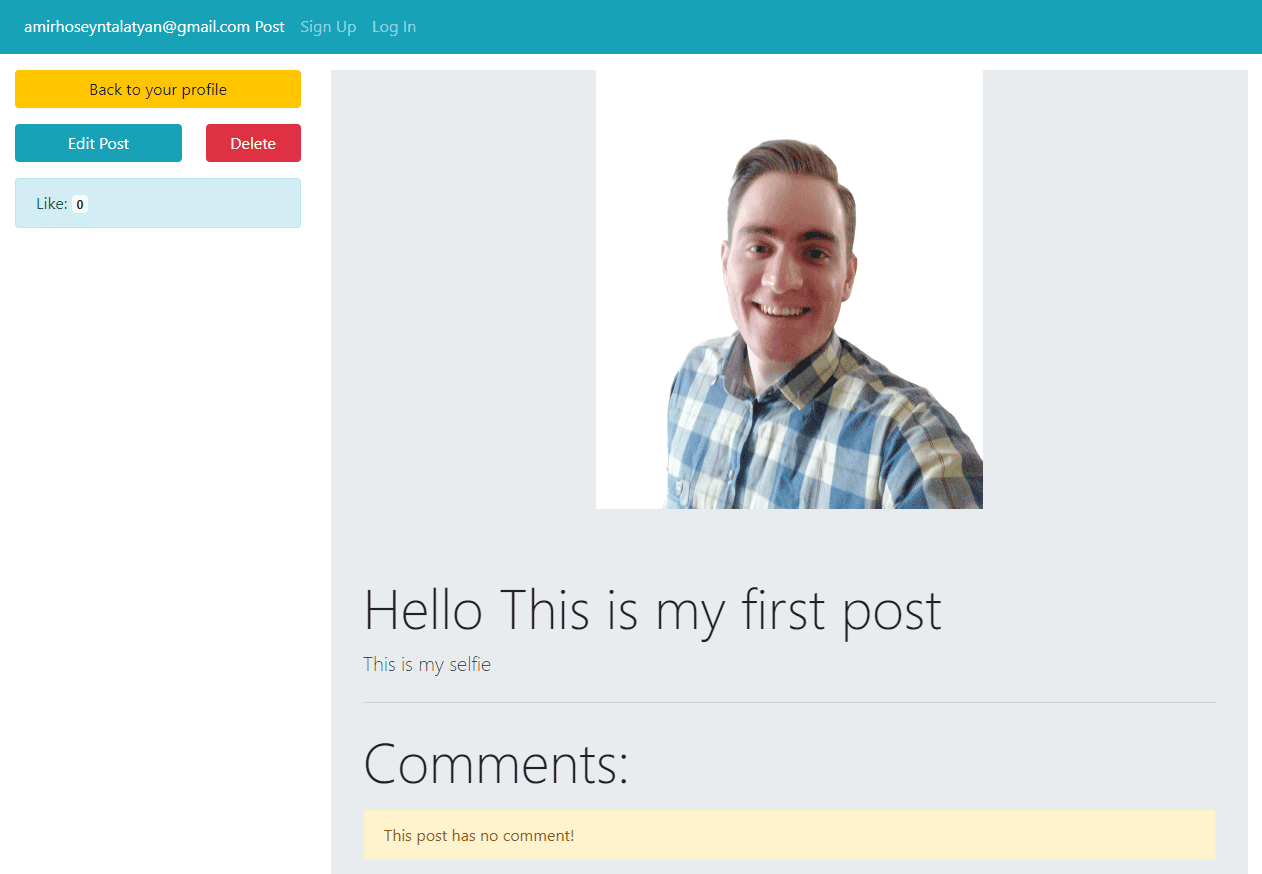 amirhoseyntalatyan@gmail.com Post Sign Up Log In
Back to your profile
Edit Post Delete
Like: 0
Hello This is my first post
This is my selfie
Comments:
This post has no comment!